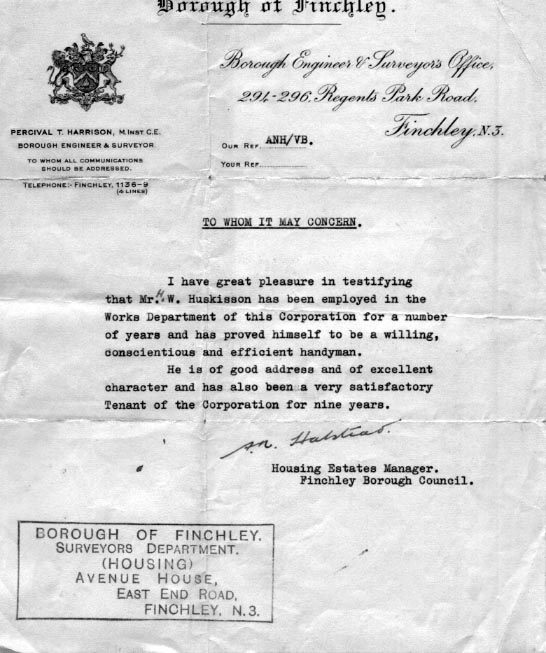 Borough of Finchley.
Borough Engineer & Surveyor's Office,
294-296, Regents Park Road,
Finchley, N.3.
PERCIVAL T. HARRISON, M.INST C.E.
BOROUGH ENGINEER & SURVEYOR
TO WHOM ALL COMMUNICATIONS
SHOULD BE ADDRESSED.
TELEPHONE:- FINCHLEY, 1136-9
(4 LINES)
OUR REF. ANH/VB.
YOUR REF.
TO WHOM IT MAY CONCERN.
I have great pleasure in testifying
that Mr. H. W. Huskisson has been employed in the
Works Department of this Corporation for a number
of years and has proved himself to be a willing,
conscientious and efficient handyman.
He is of good address and of excellent
character and has also been a very satisfactory
Tenant of the Corporation for nine years.
Halstead.
Housing Estates Manager.
Finchley Borough Council.
BOROUGH OF FINCHLEY.
SURVEYORS DEPARTMENT.
(HOUSING)
AVENUE HOUSE,
EAST END ROAD,
FINCHLEY, N.3.